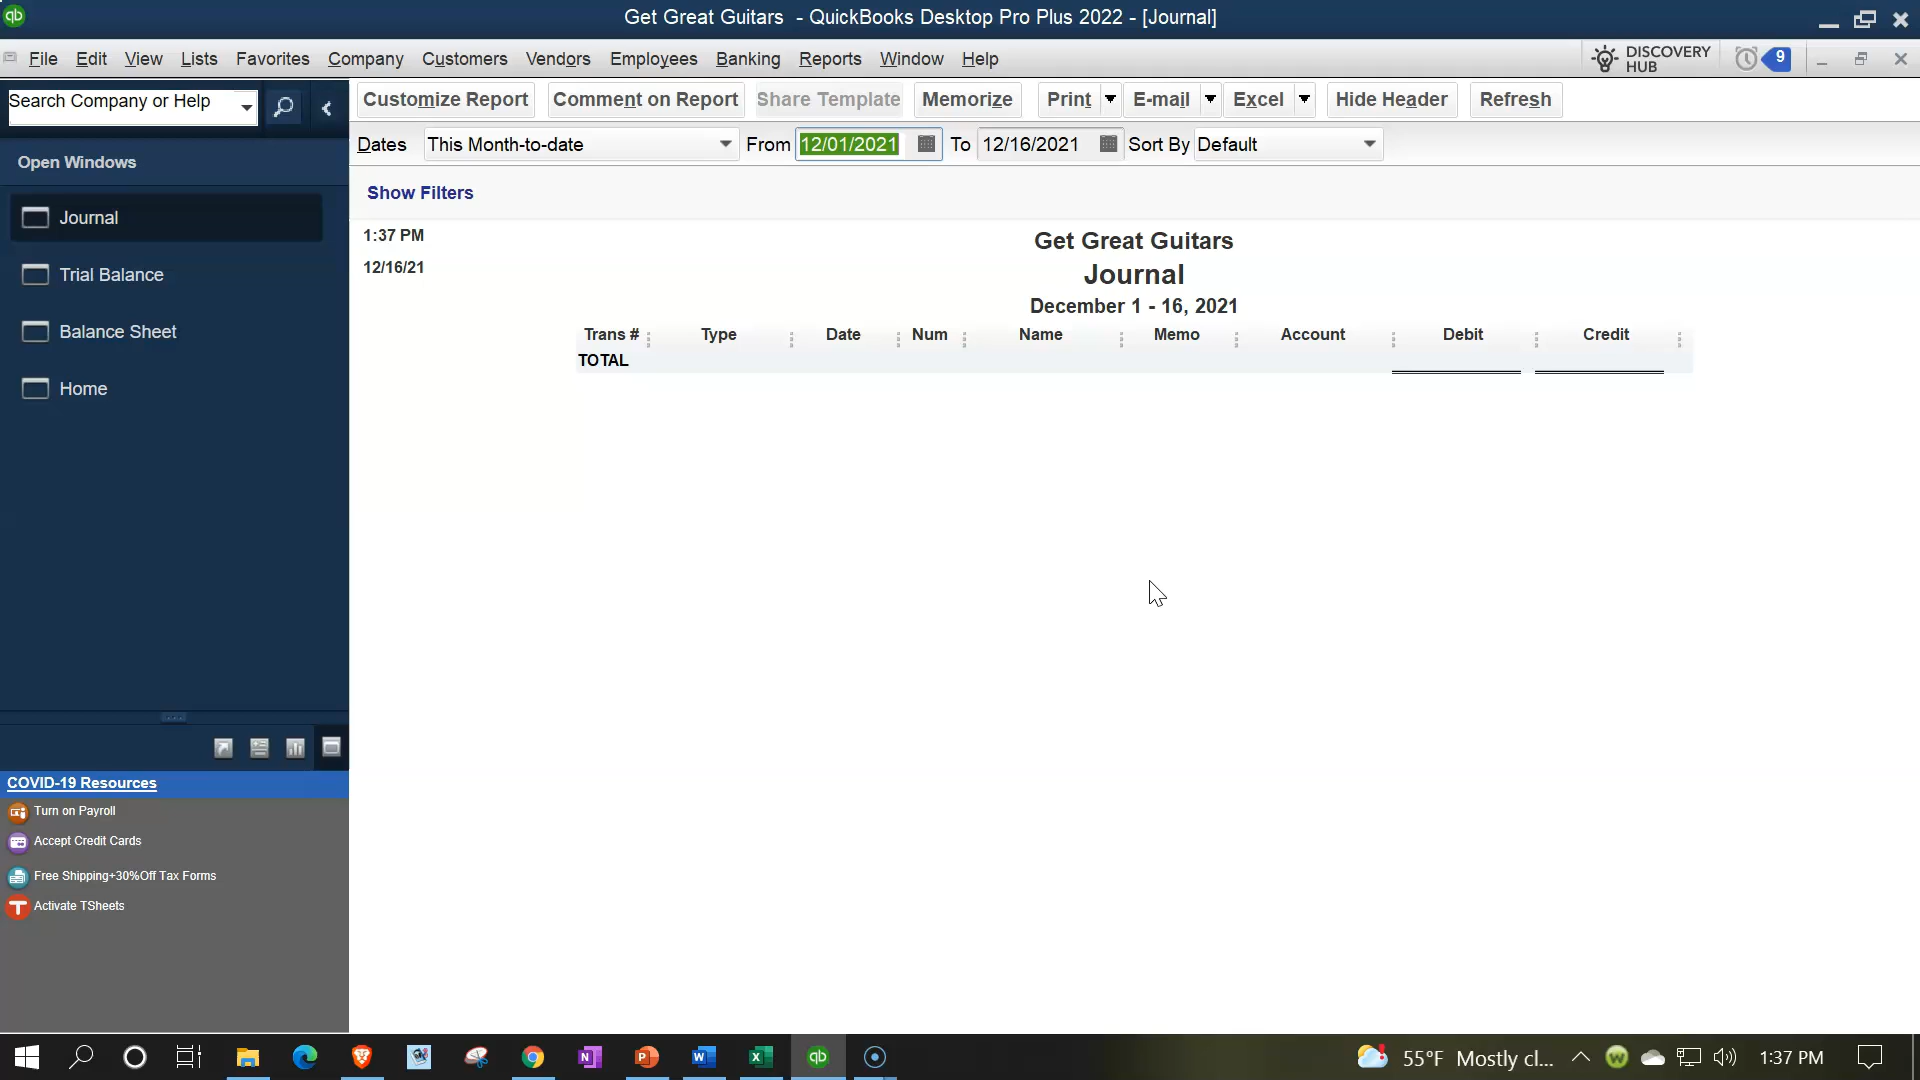 qb
Get Great Guitars - QuickBooks Desktop Pro Plus 2022 - [Journal]
File Edit View Lists Favorites Company Customers Vendors Employees Banking Reports Window Help
DISCOVERY
HUB
9
Search Company or Help
Customize Report Comment on Report Share Template Memorize Print E-mail Excel Hide Header Refresh
Dates This Month-to-date From 12/01/2021 To 12/16/2021 Sort By Default
Open Windows
Journal
Trial Balance
Balance Sheet
Home
Show Filters
1:37 PM
12/16/21
Get Great Guitars
Journal
December 1 - 16, 2021
Trans # Type Date Num Name Memo Account Debit Credit
TOTAL
COVID-19 Resources
Turn on Payroll
Accept Credit Cards
Free Shipping+30%Off Tax Forms
Activate TSheets
55°F Mostly cl... 1:37 PM